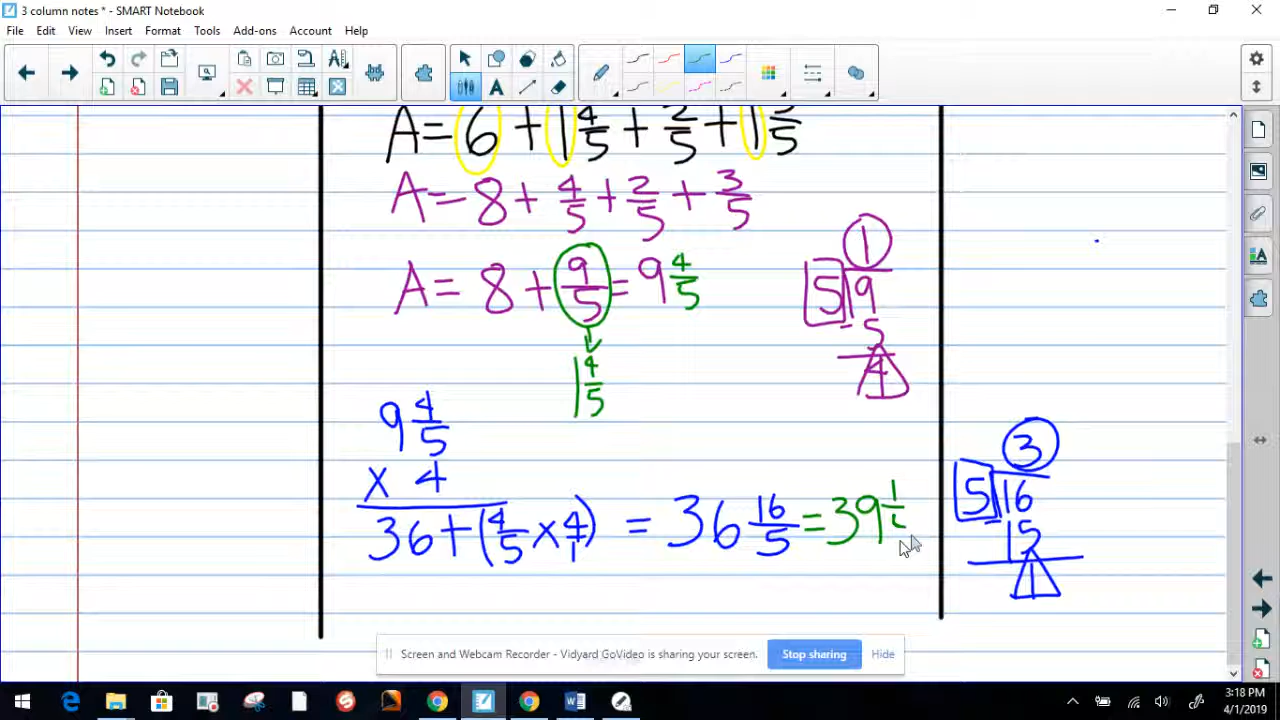 3 column notes * - SMART Notebook
File Edit View Insert Format Tools Add-ons Account Help
A= 6 + 1 4/5 + 2/5 + 1 3/5
A= 8 + 4/5 + 2/5 + 3/5
A= 8 + 9/5 = 9 4/5
1 4/5
1
5 9
-5
4
9 4/5
x 4
36 + (4/5 x 4/1) = 36 16/5 = 39 1/
3
5 16
-15
1
Screen and Webcam Recorder - Vidyard GoVideo is sharing your screen.
Stop sharing
Hide
3:18 PM
4/1/2019